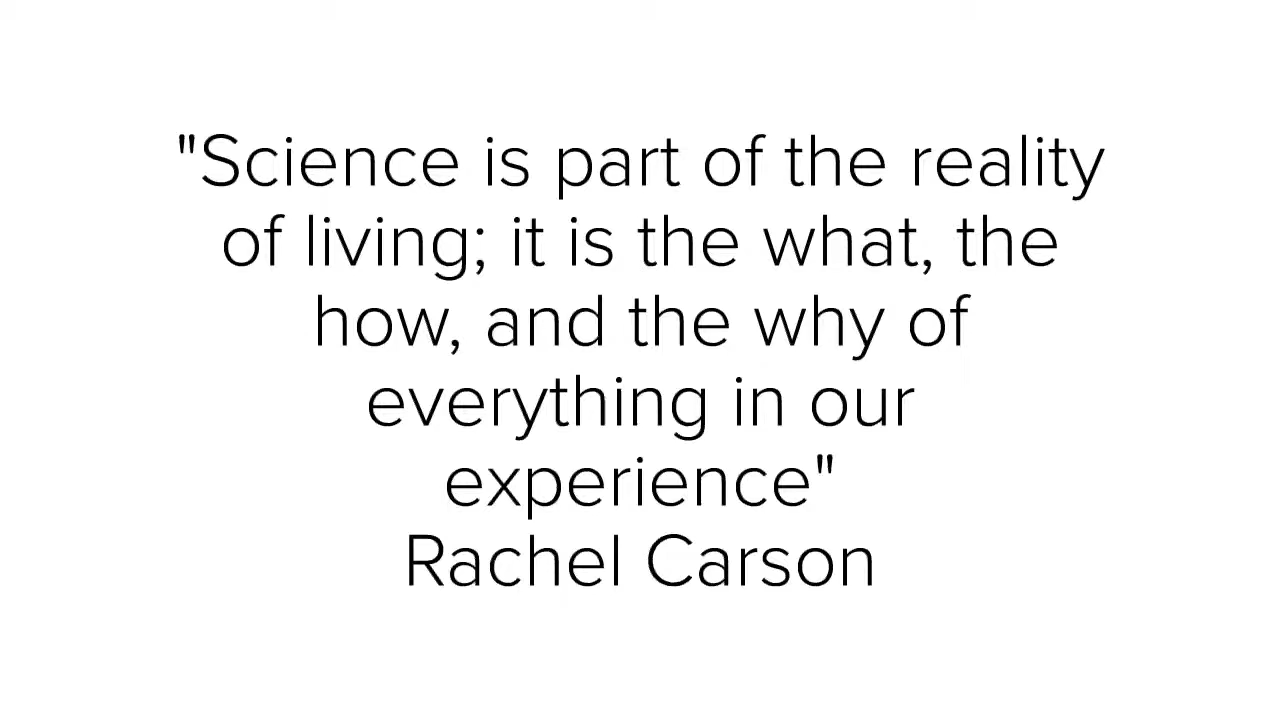 "Science is part of the reality
of living; it is the what, the
how, and the why of
everything in our
experience"
Rachel Carson